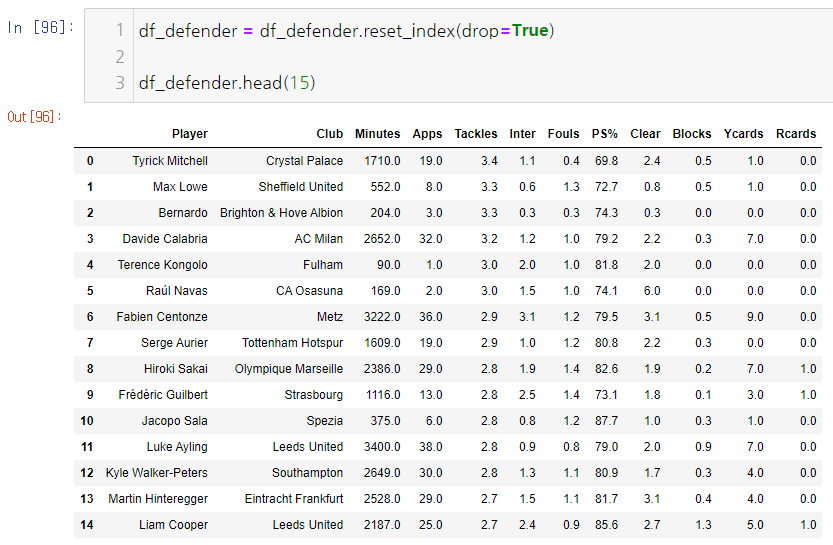 In [96]:
1 df_defender = df_defender.reset_index(drop=True)
2
3 df_defender.head(15)
Out[96]:
Player Club Minutes Apps Tackles Inter Fouls PS% Clear Blocks Ycards Rcards
0 Tyrick Mitchell Crystal Palace 1710.0 19.0 3.4 1.1 0.4 69.8 2.4 0.5 1.0 0.0
1 Max Lowe Sheffield United 552.0 8.0 3.3 0.6 1.3 72.7 0.8 0.5 1.0 0.0
2 Bernardo Brighton & Hove Albion 204.0 3.0 3.3 0.3 0.3 74.3 0.3 0.0 0.0 0.0
3 Davide Calabria AC Milan 2652.0 32.0 3.2 1.2 1.0 79.2 2.2 0.3 7.0 0.0
4 Terence Kongolo Fulham 90.0 1.0 3.0 2.0 1.0 81.8 2.0 0.0 0.0 0.0
5 Raúl Navas CA Osasuna 169.0 2.0 3.0 1.5 1.0 74.1 6.0 0.0 0.0 0.0
6 Fabien Centonze Metz 3222.0 36.0 2.9 3.1 1.2 79.5 3.1 0.5 9.0 0.0
7 Serge Aurier Tottenham Hotspur 1609.0 19.0 2.9 1.0 1.2 80.8 2.2 0.3 0.0 0.0
8 Hiroki Sakai Olympique Marseille 2386.0 29.0 2.8 1.9 1.4 82.6 1.9 0.2 7.0 1.0
9 Frédéric Guilbert Strasbourg 1116.0 13.0 2.8 2.5 1.4 73.1 1.8 0.1 3.0 1.0
10 Jacopo Sala Spezia 375.0 6.0 2.8 0.8 1.2 87.7 1.0 0.3 1.0 0.0
11 Luke Ayling Leeds United 3400.0 38.0 2.8 0.9 0.8 79.0 2.0 0.9 7.0 0.0
12 Kyle Walker-Peters Southampton 2649.0 30.0 2.8 1.3 1.1 80.9 1.7 0.3 4.0 0.0
13 Martin Hinteregger Eintracht Frankfurt 2528.0 29.0 2.7 1.5 1.1 81.7 3.1 0.4 4.0 0.0
14 Liam Cooper Leeds United 2187.0 25.0 2.7 2.4 0.9 85.6 2.7 1.3 5.0 1.0